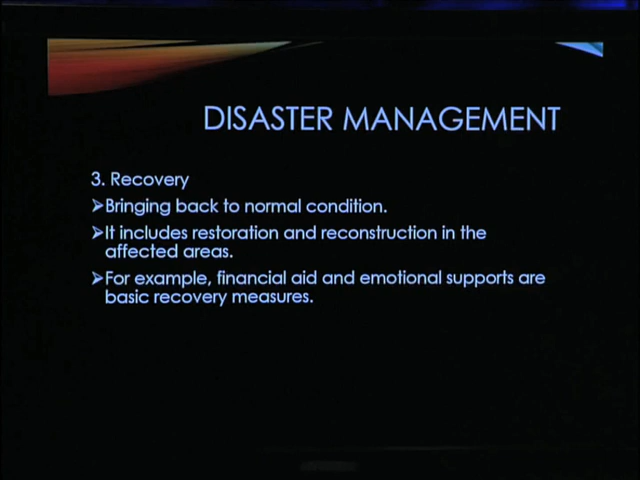 DISASTER MANAGEMENT
3. Recovery
➢Bringing back to normal condition.
➢It includes restoration and reconstruction in the
affected areas.
➢For example, financial aid and emotional supports are
basic recovery measures.